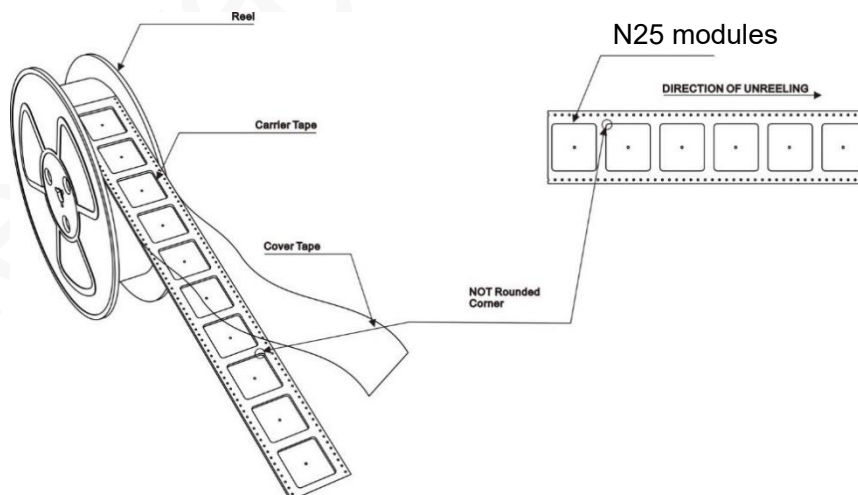 Reel
N25 modules
DIRECTION OF UNREELING
Carrier Tape
Cover Tape
NOT Rounded
Corner